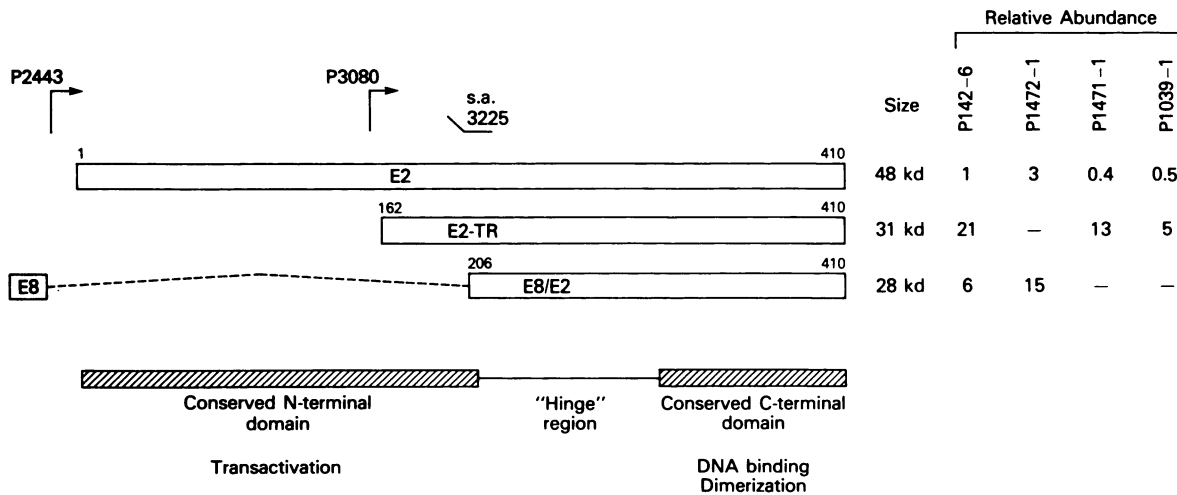 Relative Abundance
P2443
P3080
s.a.
3225
Size
P142-6
P1472-1
P1471-1
P1039-1
1
410
E2
48 kd 1 3 0.4 0.5
162
410
E2-TR
31 kd 21 — 13 5
E8
206
410
E8/E2
28 kd 6 15 — —
Conserved N-terminal
domain
"Hinge"
region
Conserved C-terminal
domain
Transactivation
DNA binding
Dimerization